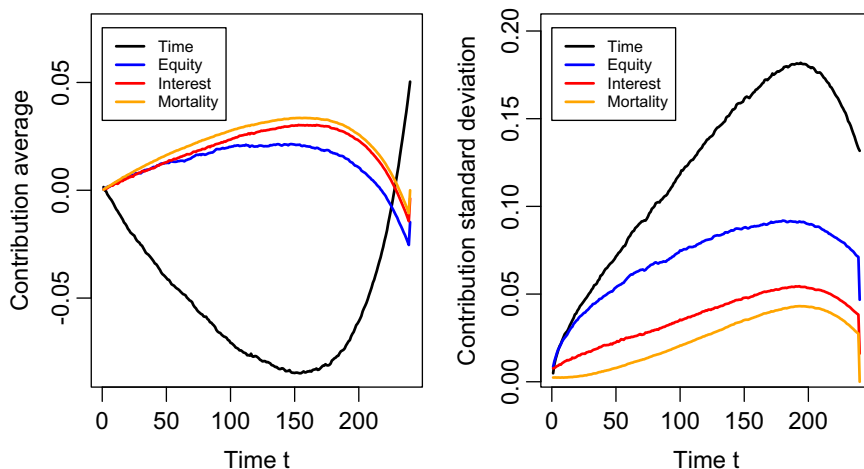 Contribution average
0.05
0.00
-0.05
Time
Equity
Interest
Mortality
0 50 100 150 200
Time t
Contribution standard deviation
0.20
0.15
0.10
0.05
0.00
Time
Equity
Interest
Mortality
0 50 100 150 200
Time t